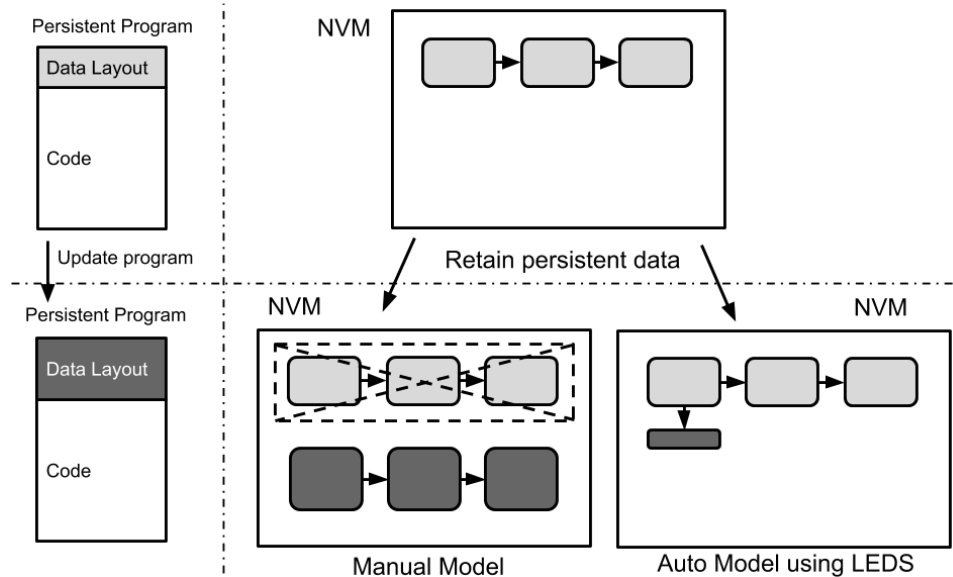 Persistent Program
Data Layout
Code
Update program
NVM
Retain persistent data
Persistent Program
Data Layout
Code
NVM
Manual Model
NVM
Auto Model using LEDS